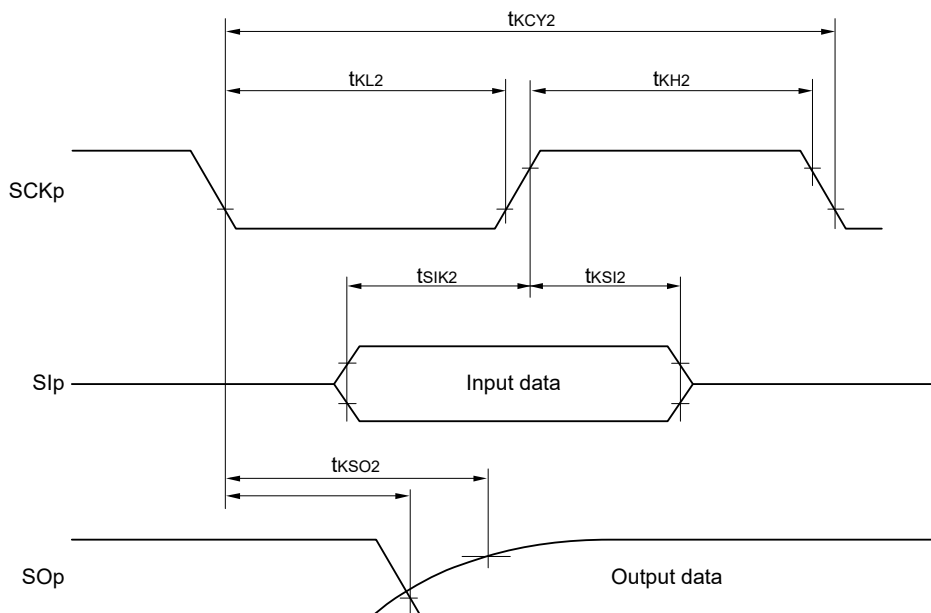 tKCY2
tKL2
tKH2
SCKp
tSIK2
tKSI2
SIp
Input data
tKSO2
SOp
Output data